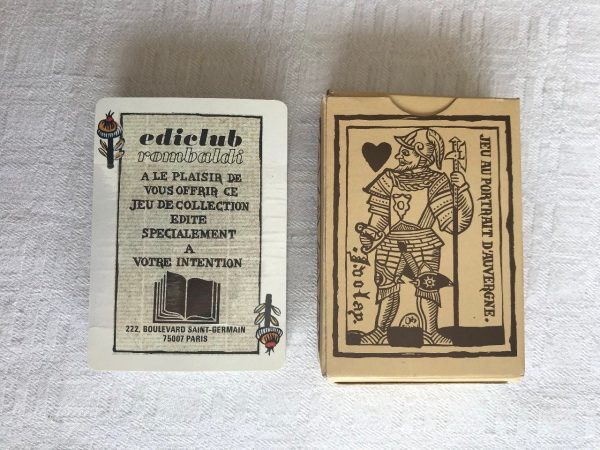 ediclub
rombaldi
A LE PLAISIR DE
VOUS OFFRIR CE
JEU DE COLLECTION
EDITE
SPECIALEMENT
A
VOTRE INTENTION
222, BOULEVARD SAINT-GERMAIN
75007 PARIS
JEU AU PORTRAIT D'AUVERGNE.